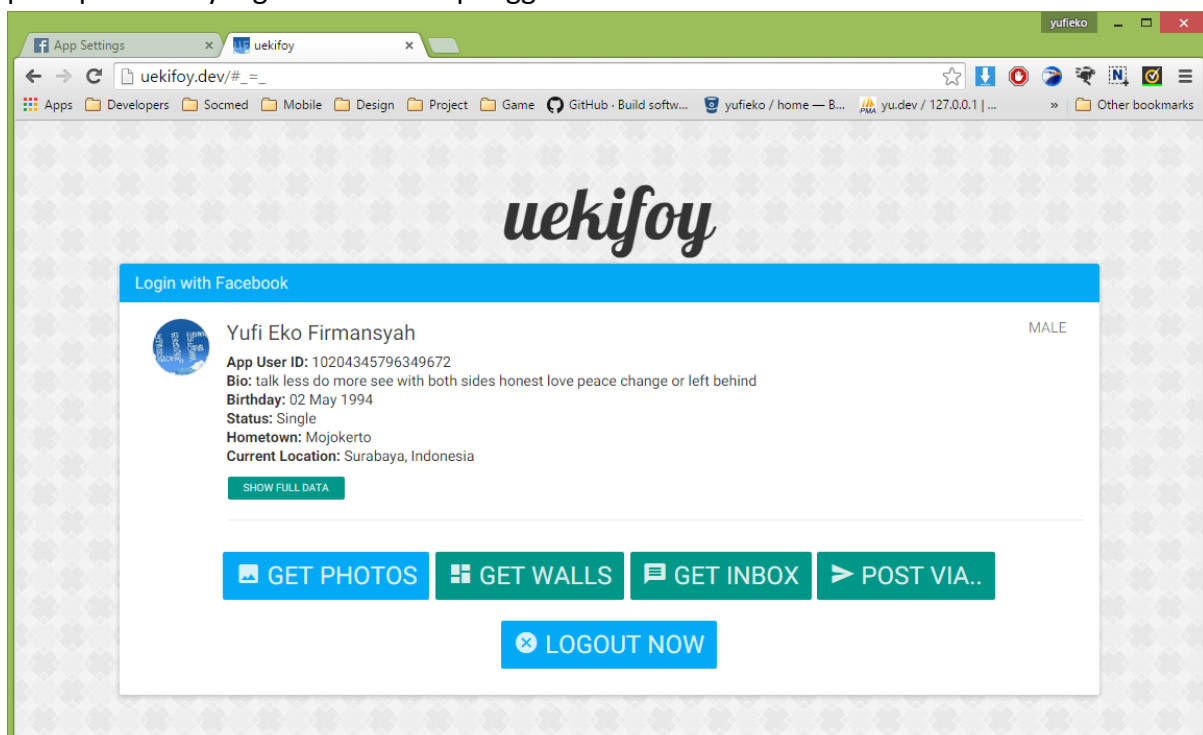 yufieko
App Settings
uekifoy
uekifoy.dev/#_=_
Apps Developers Socmed Mobile Design Project Game GitHub · Build softw... yufieko / home — B... yu.dev / 127.0.0.1 | ... » Other bookmarks
uekifoy
Login with Facebook
Yufi Eko Firmansyah MALE
App User ID: 10204345796349672
Bio: talk less do more see with both sides honest love peace change or left behind
Birthday: 02 May 1994
Status: Single
Hometown: Mojokerto
Current Location: Surabaya, Indonesia
SHOW FULL DATA
GET PHOTOS GET WALLS GET INBOX POST VIA..
LOGOUT NOW